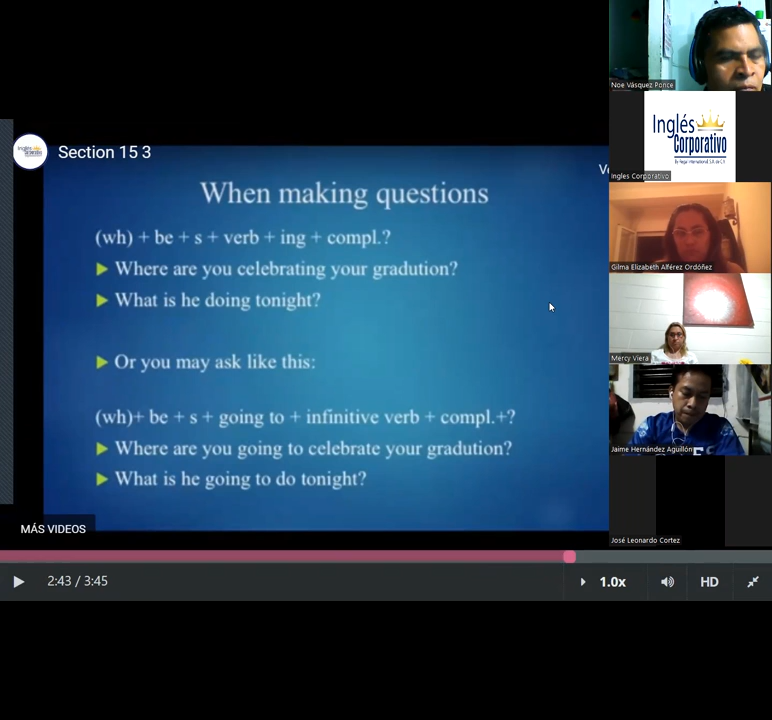 Section 15 3
When making questions
(wh) + be + s + verb + ing + compl.?
Where are you celebrating your gradution?
What is he doing tonight?
Or you may ask like this:
(wh)+ be + s + going to + infinitive verb + compl.+?
Where are you going to celebrate your gradution?
What is he going to do tonight?
MÁS VIDEOS
2:43 / 3:45
1.0x
HD
Noe Vásquez Ponce
Inglés
Corporativo
Ingles Corporativo
Gilma Elizabeth Alférez Ordóñez
Mercy Viera
Jaime Hernández Aguillón
José Leonardo Cortez